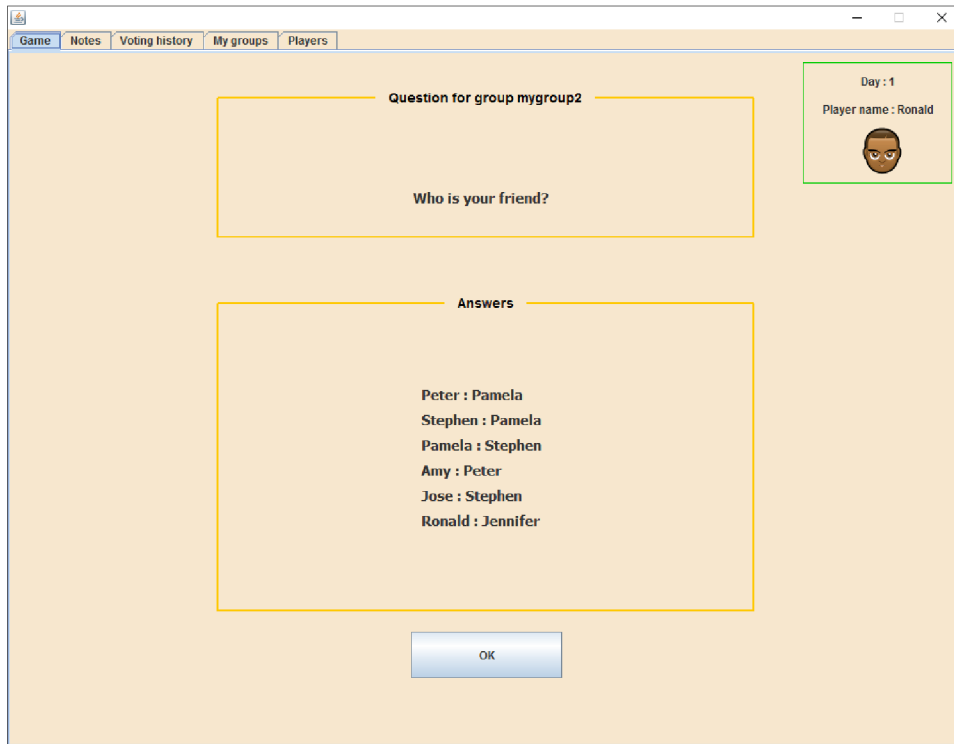 Game Notes Voting history My groups Players
Day : 1
Player name : Ronald
Question for group mygroup2
Who is your friend?
Answers
Peter : Pamela
Stephen : Pamela
Pamela : Stephen
Amy : Peter
Jose : Stephen
Ronald : Jennifer
OK